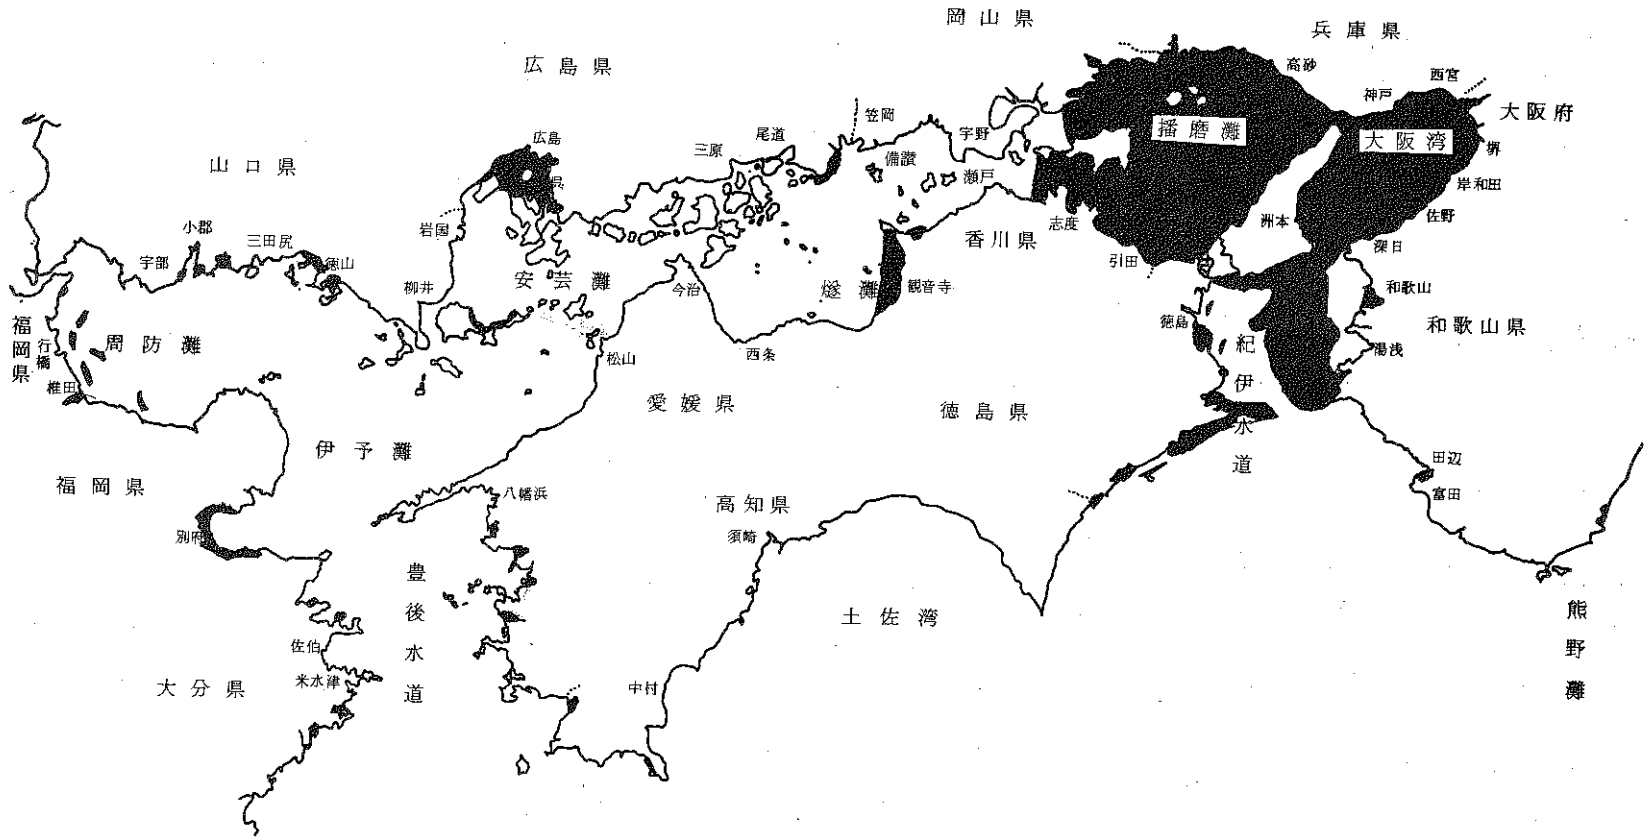 岡山県
兵庫県
広島県
高砂
西宮
神戸
大阪府
笠岡
広島
尾道
宇野
播磨灘
大阪湾
三原
備讃
瀬戸
堺
山口県
呉
岸和田
小郡
三田尻
岩国
志度
洲本
佐野
香川県
深日
宇部
徳山
引田
安芸灘
柳井
今治
燧灘
観音寺
和歌山
福岡県
行橋
周防灘
徳島
紀伊水道
和歌山県
松山
西条
湯浅
椎田
愛媛県
徳島県
伊予灘
田辺
福岡県
八幡浜
高知県
富田
別府
須崎
豊後水道
土佐湾
熊野灘
佐伯
大分県
米水津
中村